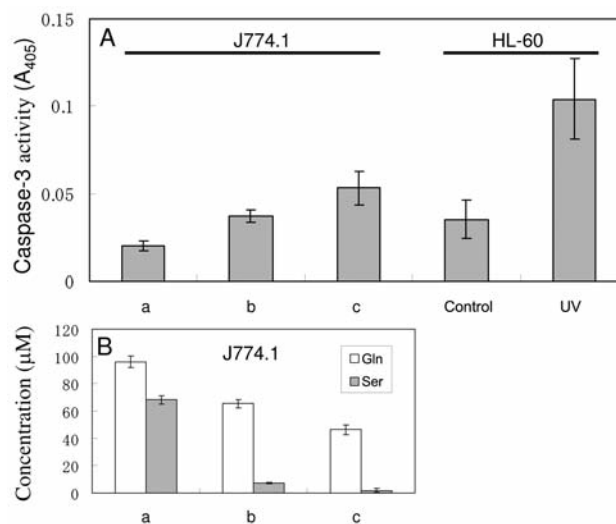 A
J774.1
HL-60
Caspase-3 activity (A405)
0.15
0.1
0.05
0
a b c Control UV
B
J774.1
Gln
Ser
Concentration (μM)
120
100
80
60
40
20
0
a b c